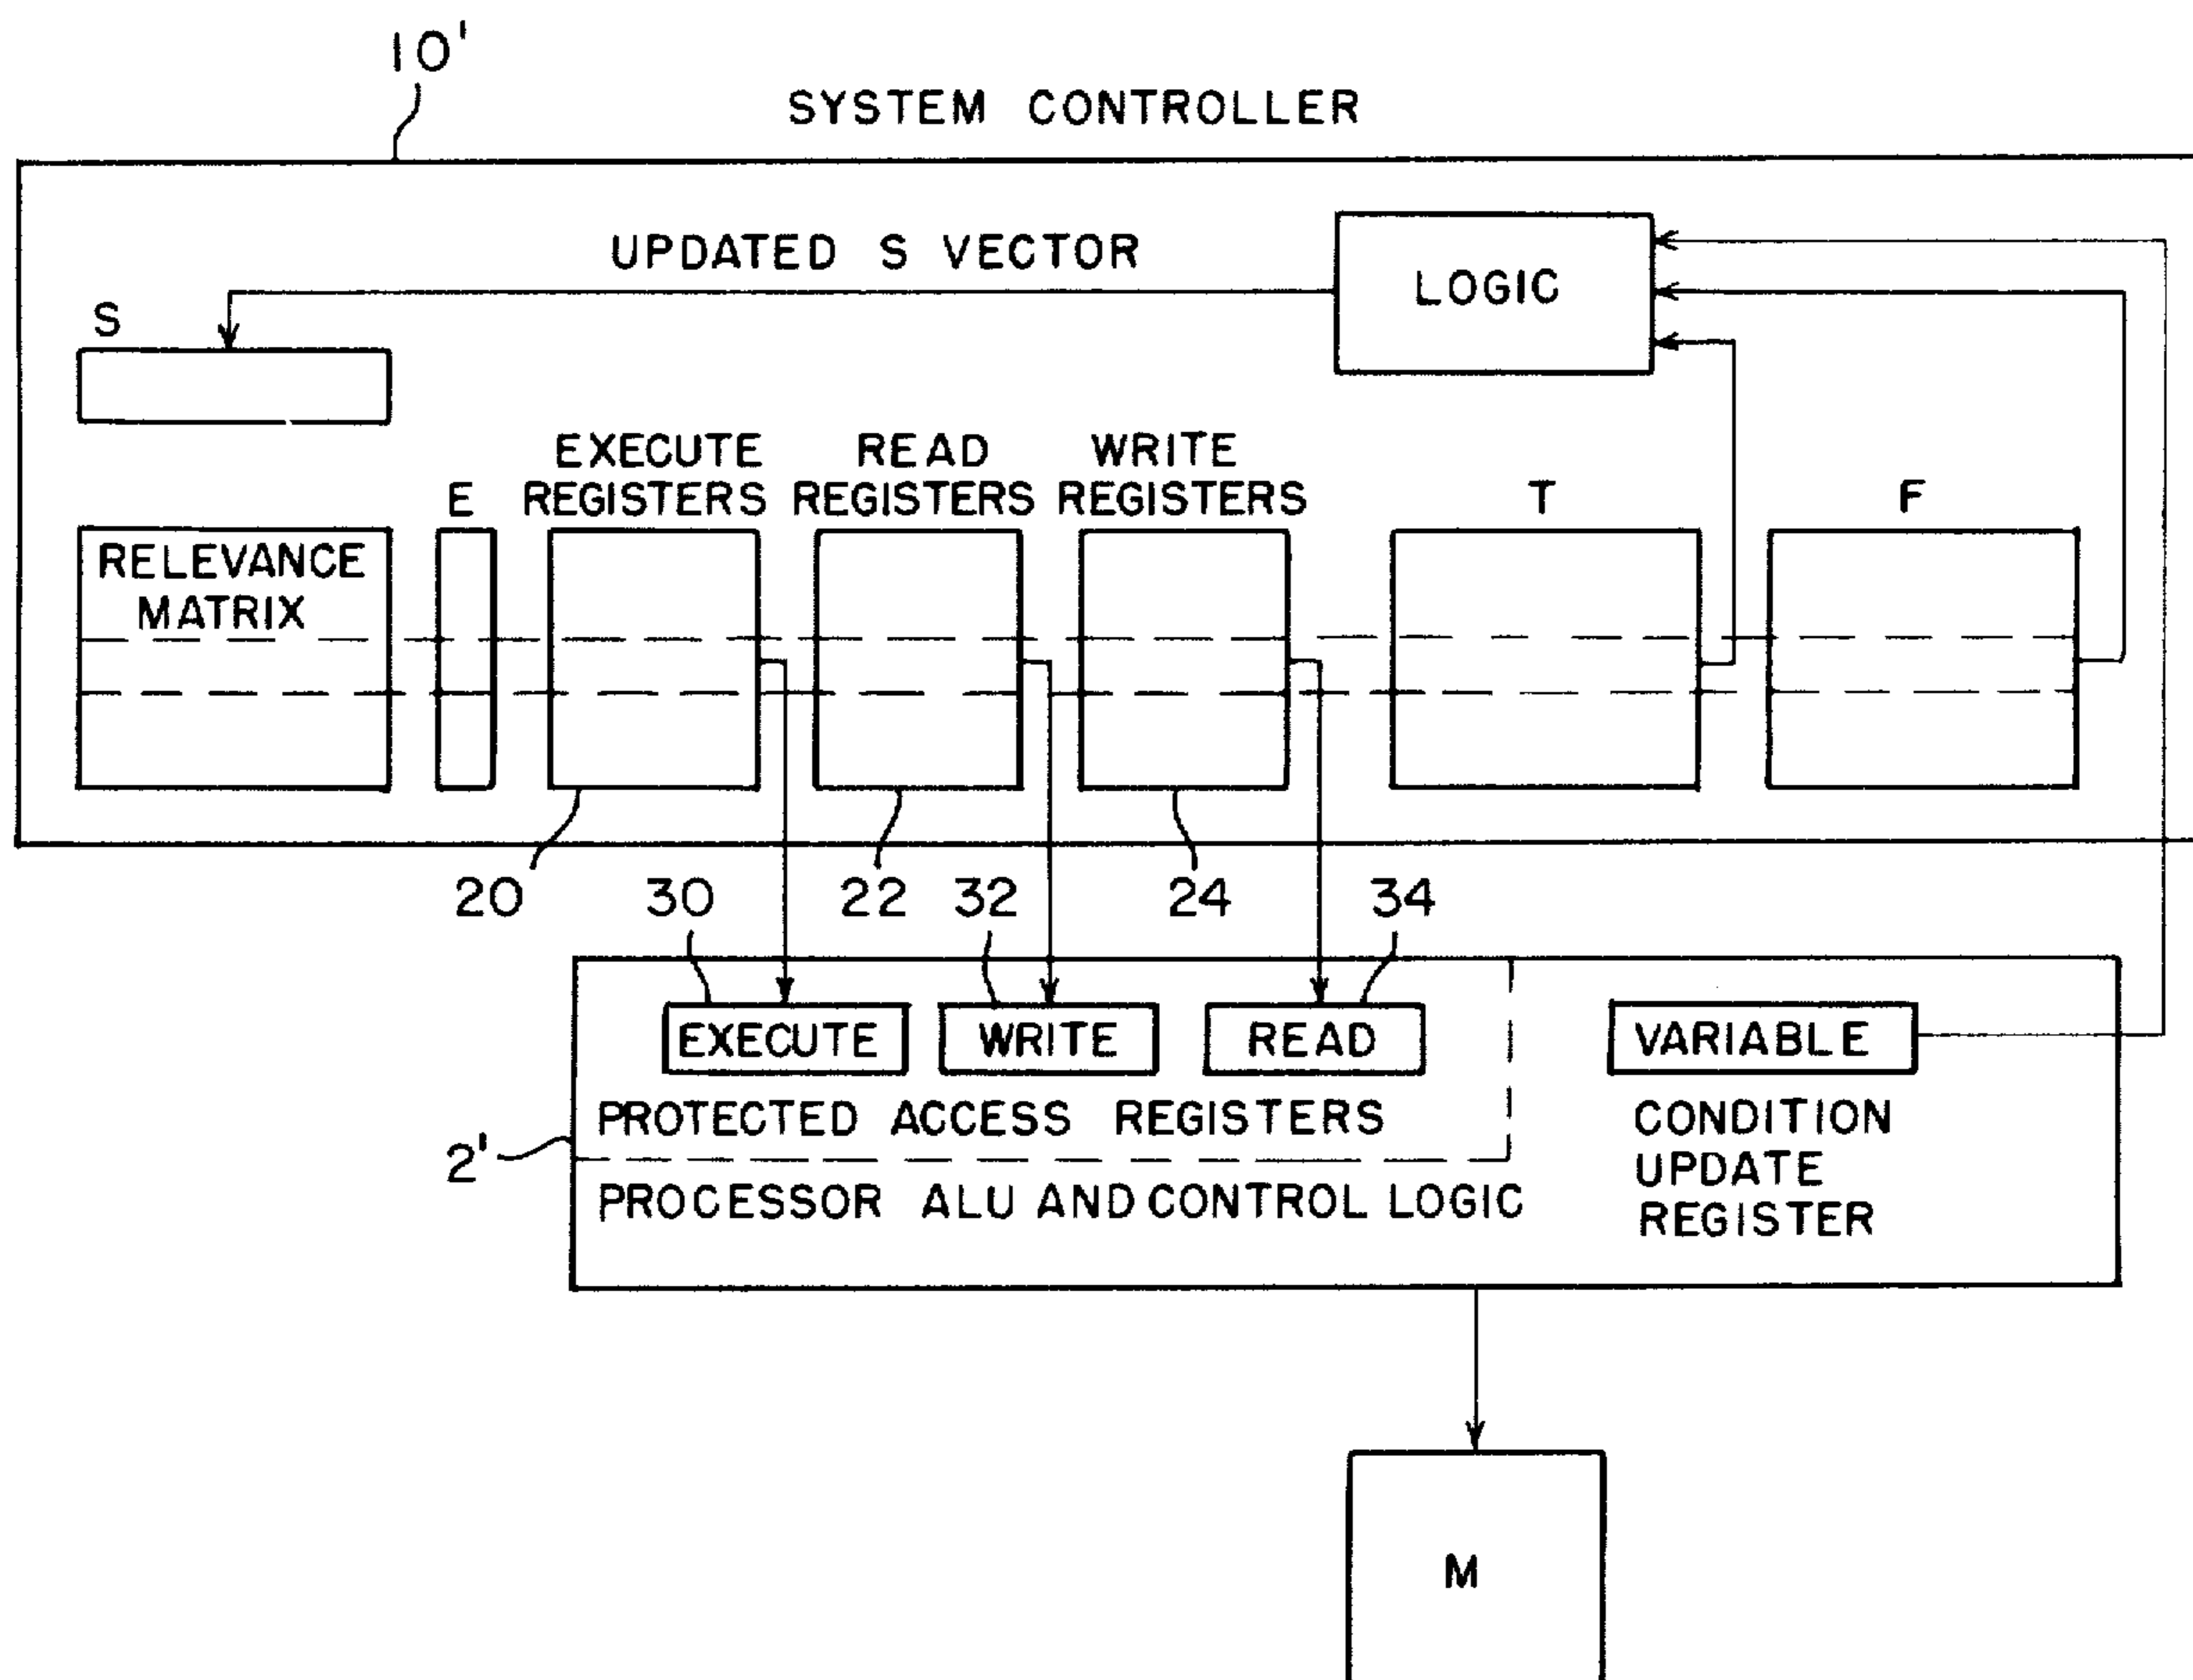 10'
SYSTEM CONTROLLER
UPDATED S VECTOR
LOGIC
S
EXECUTE REGISTERS
READ REGISTERS
WRITE REGISTERS
E
T
F
RELEVANCE
MATRIX
20
30
22
32
24
34
EXECUTE
WRITE
READ
VARIABLE
PROTECTED ACCESS REGISTERS
CONDITION
UPDATE
REGISTER
2'
PROCESSOR ALU AND CONTROL LOGIC
M